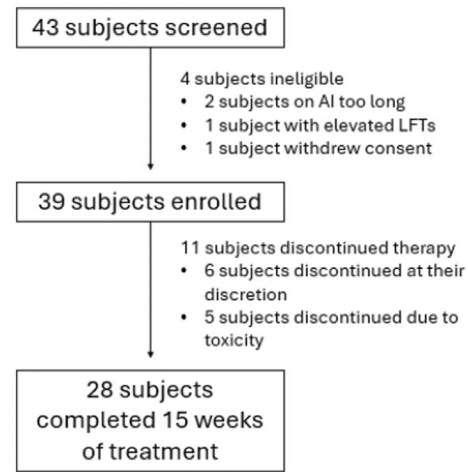 43 subjects screened
4 subjects ineligible
• 2 subjects on AI too long
• 1 subject with elevated LFTs
• 1 subject withdrew consent
39 subjects enrolled
11 subjects discontinued therapy
• 6 subjects discontinued at their
discretion
• 5 subjects discontinued due to
toxicity
28 subjects
completed 15 weeks
of treatment